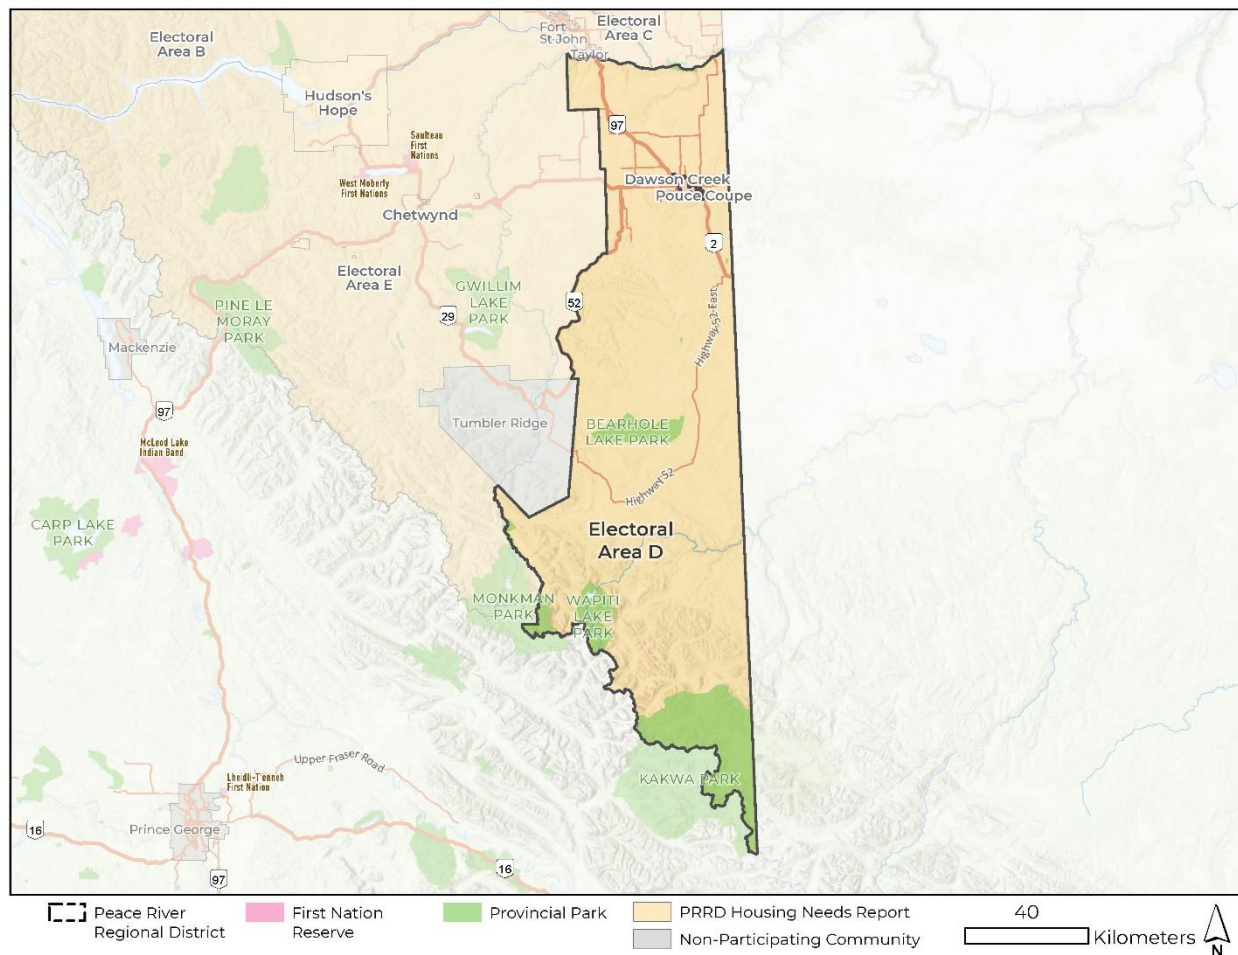 Electoral
Area B
Fort
St John
Electoral
Area C
Taylor
Hudson's
Hope
97
Saulteau
First
Nations
West Moberly
First Nations
Dawson Creek
Pouce Coupe
Chetwynd
2
Electoral
Area E
GWILLIM
LAKE
PARK
52
29
PINE LE
MORAY
PARK
Highway 52 East
Mackenzie
97
Tumbler Ridge
BEARHOLE
LAKE PARK
McLeod Lake
Indian Band
Highway 52
CARP LAKE
PARK
Electoral
Area D
MONKMAN
PARK
WAPITI
LAKE
PARK
Upper Fraser Road
KAKWA PARK
Lheidli-T'enneh
First Nation
Prince George
16
16
97
Peace River
Regional District
First Nation
Reserve
Provincial Park
PRRD Housing Needs Report
Non-Participating Community
40
Kilometers
N